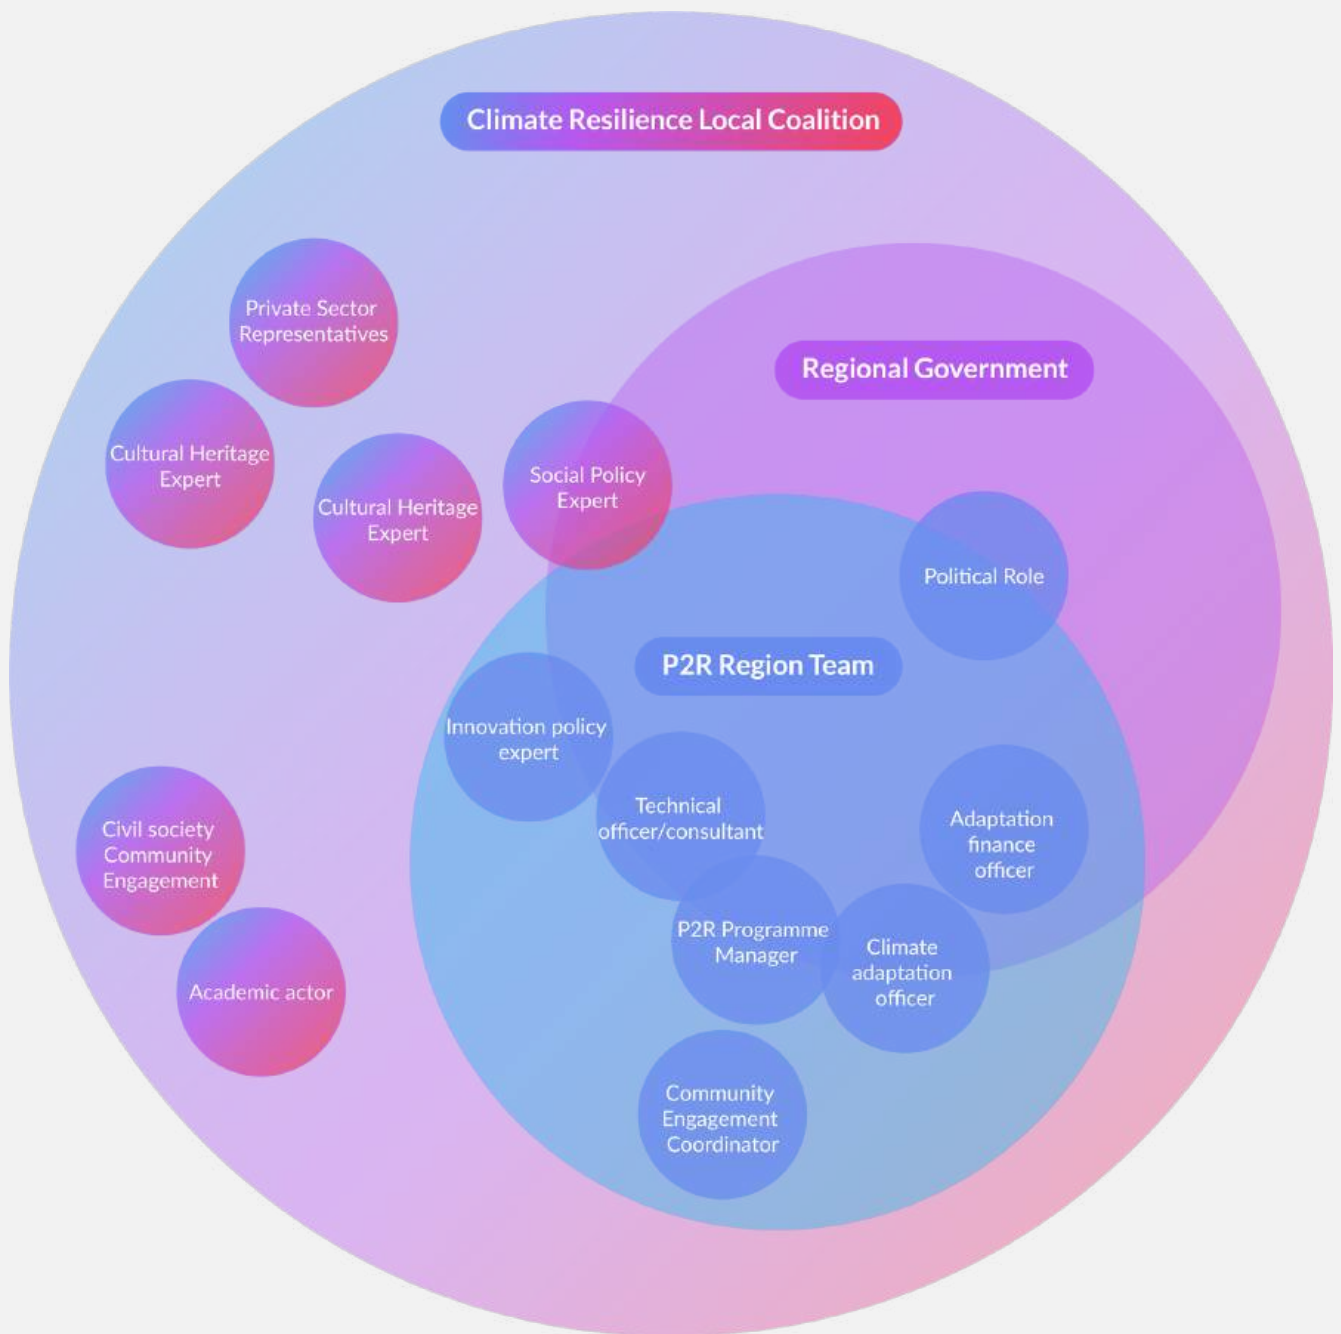 Climate Resilience Local Coalition
Private Sector
Representatives
Regional Government
Cultural Heritage
Expert
Cultural Heritage
Expert
Social Policy
Expert
Political Role
P2R Region Team
Innovation policy
expert
Technical
officer/consultant
Adaptation
finance
officer
Civil society
Community
Engagement
P2R Programme
Manager
Climate
adaptation
officer
Academic actor
Community
Engagement
Coordinator